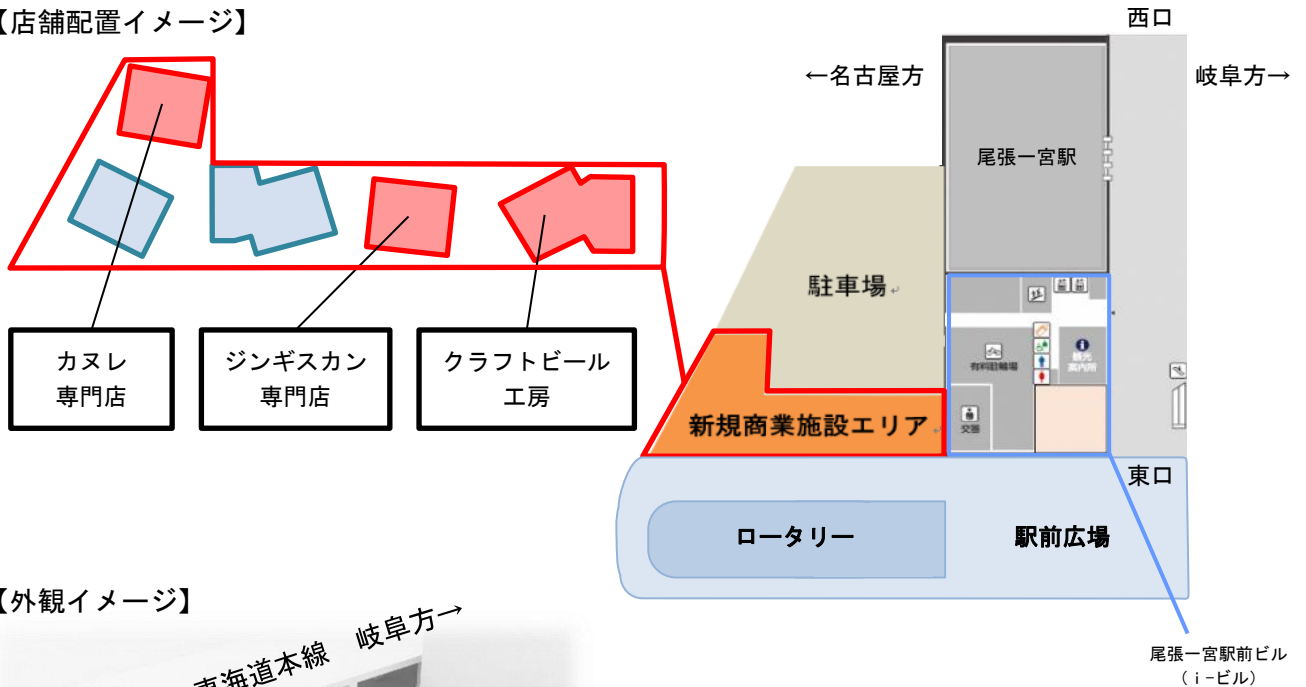 【店舗配置イメージ】
西口
←名古屋方
岐阜方→
尾張一宮駅
駐車場
カヌレ
専門店
ジンギスカン
専門店
クラフトビール
工房
有料駐輪場
観光
案内所
新規商業施設エリア
交番
東口
ロータリー
駅前広場
【外観イメージ】
東海道本線 岐阜方→
尾張一宮駅前ビル
（ｉ-ビル）